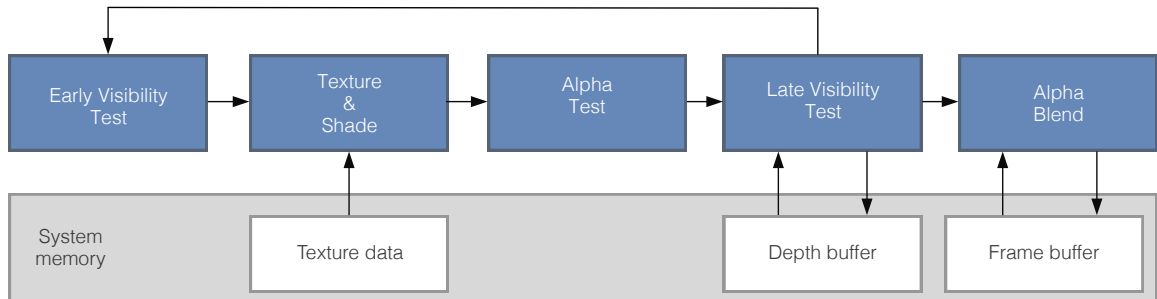 Early Visibility
Test
Texture
&
Shade
Alpha
Test
Late Visibility
Test
Alpha
Blend
System
memory
Texture data
Depth buffer
Frame buffer